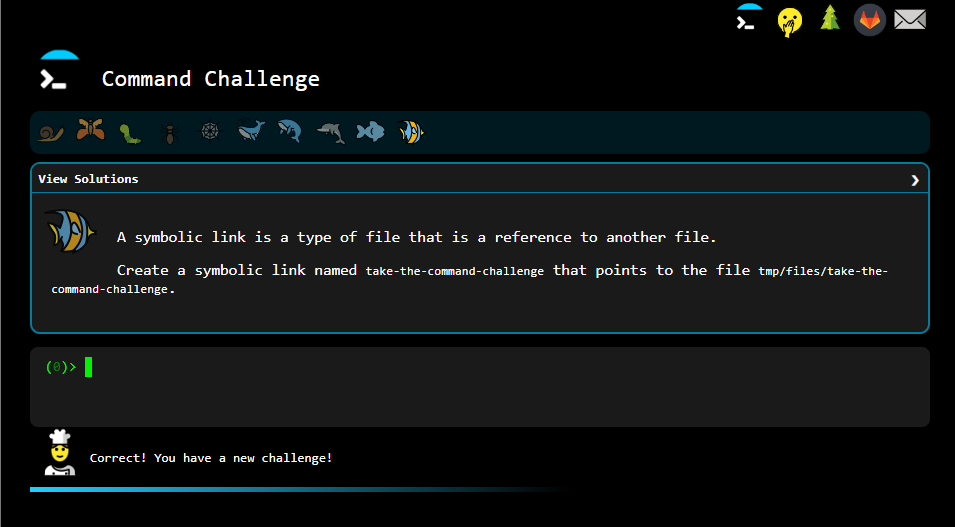 Command Challenge
View Solutions
A symbolic link is a type of file that is a reference to another file.
Create a symbolic link named take-the-command-challenge that points to the file tmp/files/take-the-
command-challenge.
(0)>
Correct! You have a new challenge!